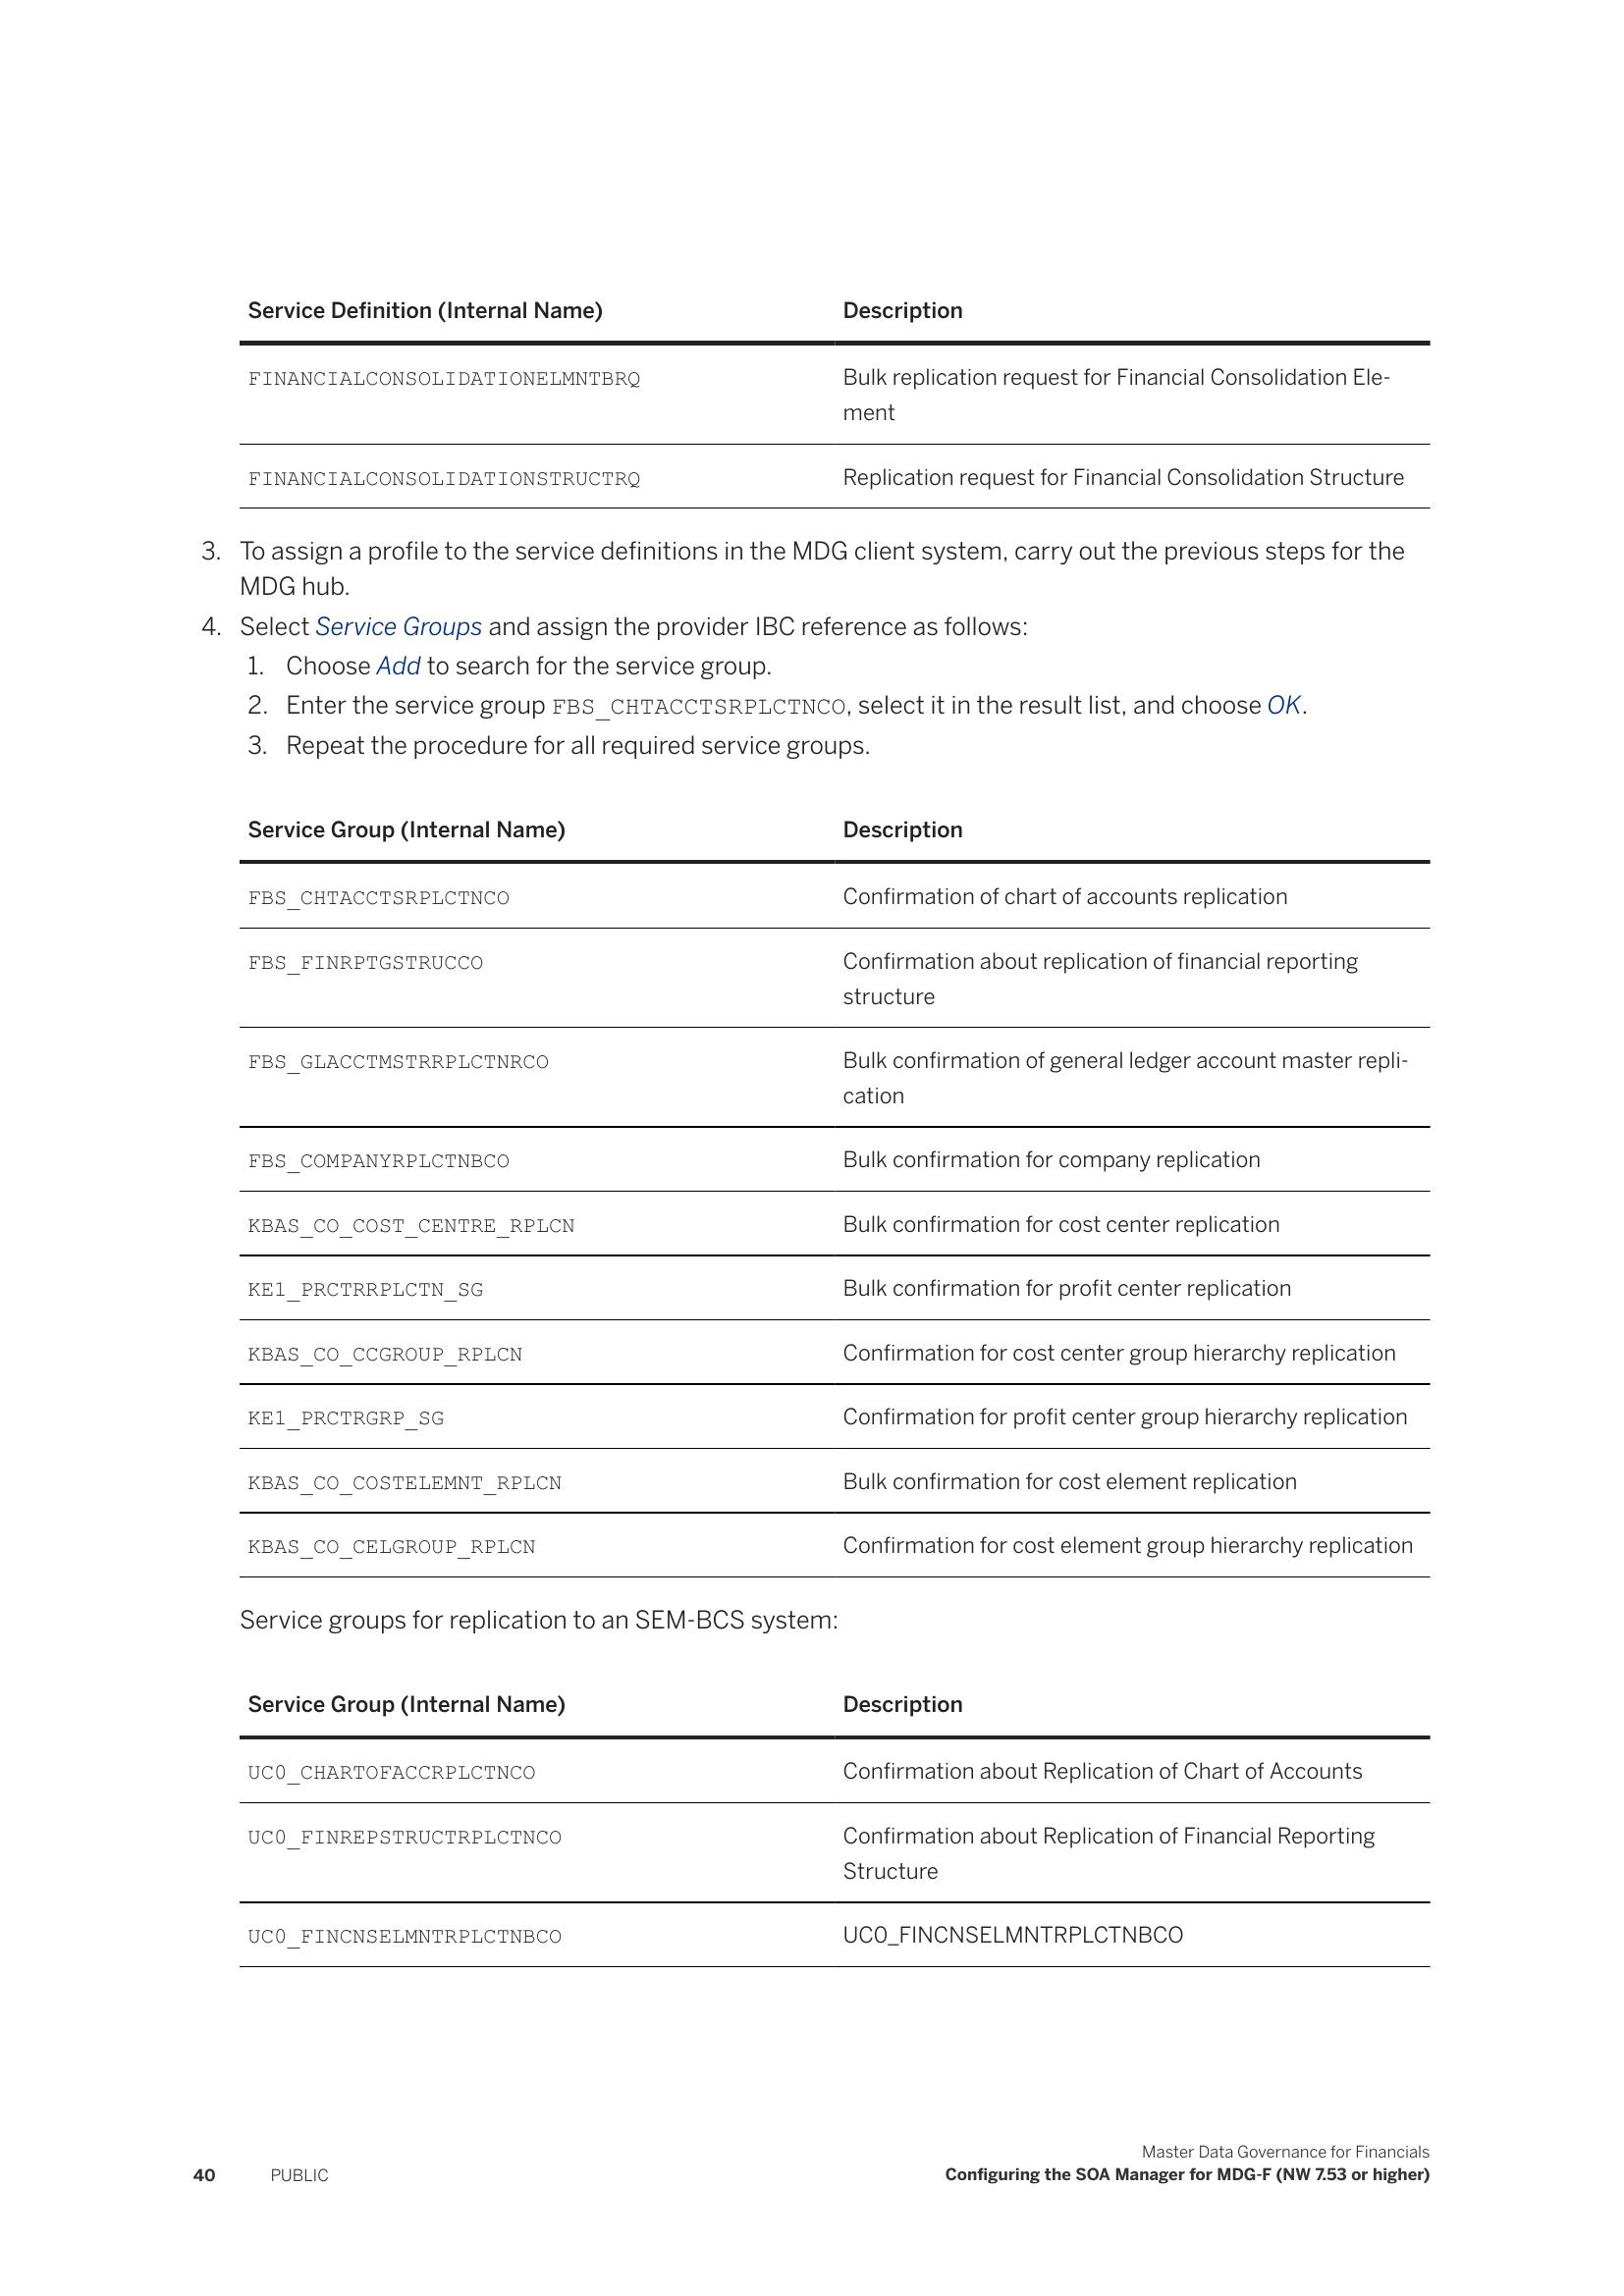 Service Definition (Internal Name) Description
FINANCIALCONSOLIDATIONELMNTBRQ Bulk replication request for Financial Consolidation Ele-
ment
FINANCIALCONSOLIDATIONSTRUCTRQ Replication request for Financial Consolidation Structure
3. To assign a profile to the service definitions in the MDG client system, carry out the previous steps for the
MDG hub.
4. Select Service Groups and assign the provider IBC reference as follows:
1. Choose Add to search for the service group.
2. Enter the service group FBS_CHTACCTSRPLCTNCO, select it in the result list, and choose OK.
3. Repeat the procedure for all required service groups.
Service Group (Internal Name) Description
FBS_CHTACCTSRPLCTNCO Confirmation of chart of accounts replication
FBS_FINRPTGSTRUCCO Confirmation about replication of financial reporting
structure
FBS_GLACCTMSTRRPLCTNRCO Bulk confirmation of general ledger account master repli-
cation
FBS_COMPANYRPLCTNBCO Bulk confirmation for company replication
KBAS_CO_COST_CENTRE_RPLCN Bulk confirmation for cost center replication
KE1_PRCTRRPLCTN_SG Bulk confirmation for profit center replication
KBAS_CO_CCGROUP_RPLCN Confirmation for cost center group hierarchy replication
KE1_PRCTRGRP_SG Confirmation for profit center group hierarchy replication
KBAS_CO_COSTELEMNT_RPLCN Bulk confirmation for cost element replication
KBAS_CO_CELGROUP_RPLCN Confirmation for cost element group hierarchy replication
Service groups for replication to an SEM-BCS system:
Service Group (Internal Name) Description
UC0_CHARTOFACCRPLCTNCO Confirmation about Replication of Chart of Accounts
UC0_FINREPSTRUCTRPLCTNCO Confirmation about Replication of Financial Reporting
Structure
UC0_FINCNSELMNTRPLCTNBCO UC0_FINCNSELMNTRPLCTNBCO
Master Data Governance for Financials
40 PUBLIC Configuring the SOA Manager for MDG-F (NW 7.53 or higher)